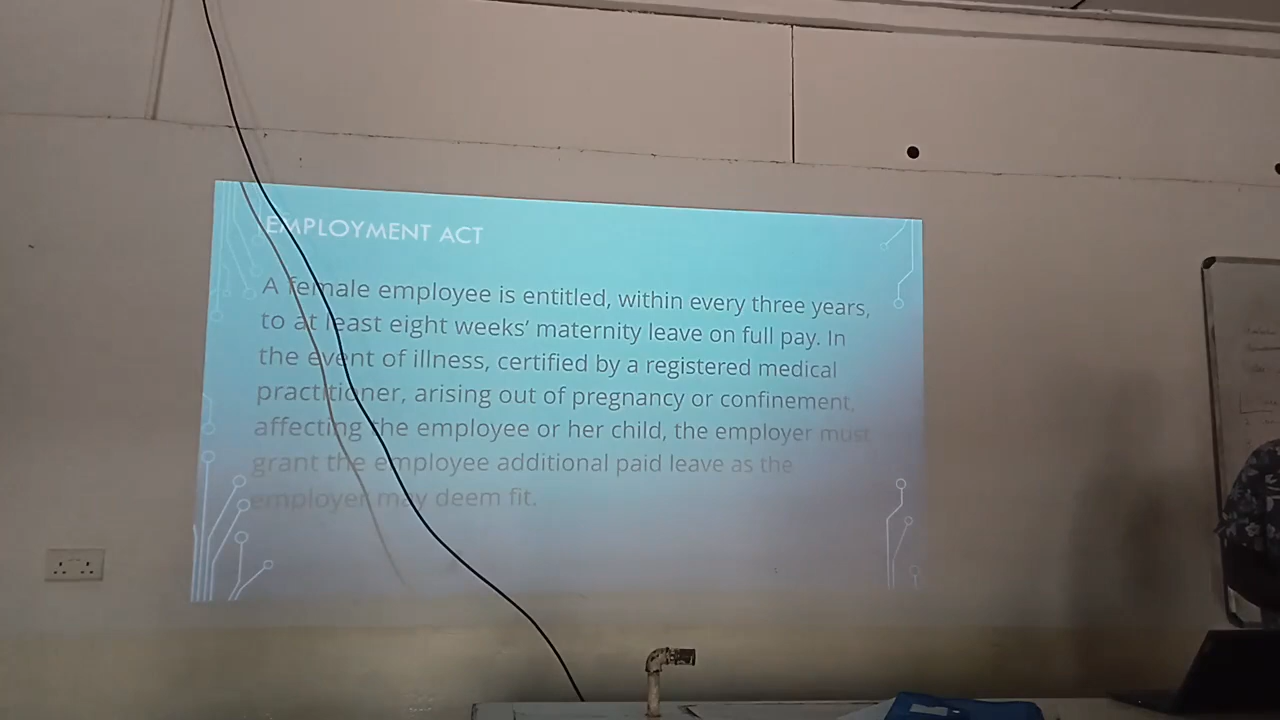 EMPLOYMENT ACT
A female employee is entitled, within every three years,
to at least eight weeks' maternity leave on full pay. In
the event of illness, certified by a registered medical
practitioner, arising out of pregnancy or confinement,
affecting the employee or her child, the employer must
grant the employee additional paid leave as the
employer may deem fit.